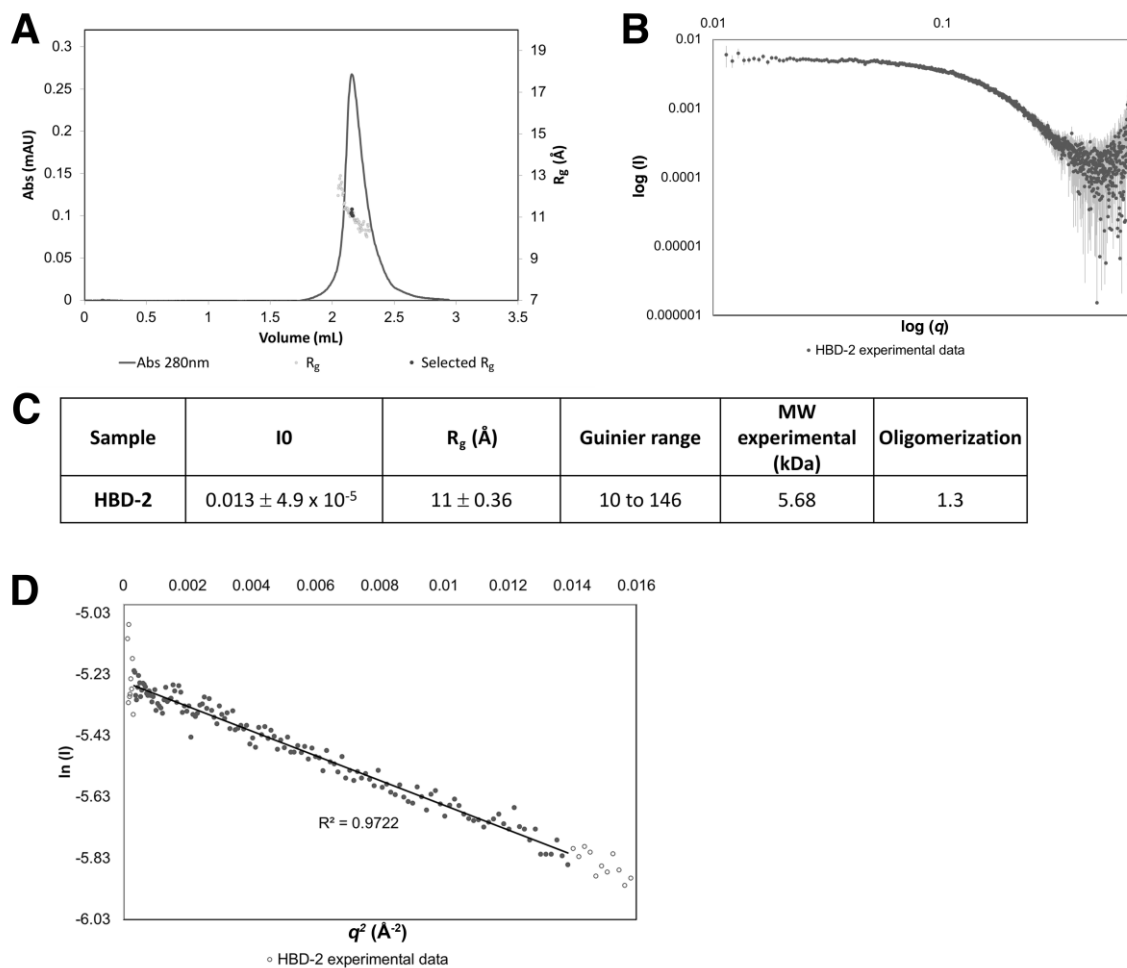 A
0.3
0.25
0.2
0.15
0.1
0.05
0
Abs (mAU)
19
17
15
13
11
9
7
R_g (Å)
0 0.5 1 1.5 2 2.5 3 3.5
Volume (mL)
Abs 280nm R_g Selected R_g
B
0.01 0.1
0.01
0.001
0.0001
0.00001
0.000001
log (I)
log (q)
HBD-2 experimental data
C
Sample I0 R_g (Å) Guinier range MW experimental (kDa) Oligomerization
HBD-2 0.013 ± 4.9 x 10⁻⁵ 11 ± 0.36 10 to 146 5.68 1.3
D
0 0.002 0.004 0.006 0.008 0.01 0.012 0.014 0.016
-5.03
-5.23
-5.43
-5.63
-5.83
-6.03
ln (I)
R² = 0.9722
q² (Å⁻²)
HBD-2 experimental data